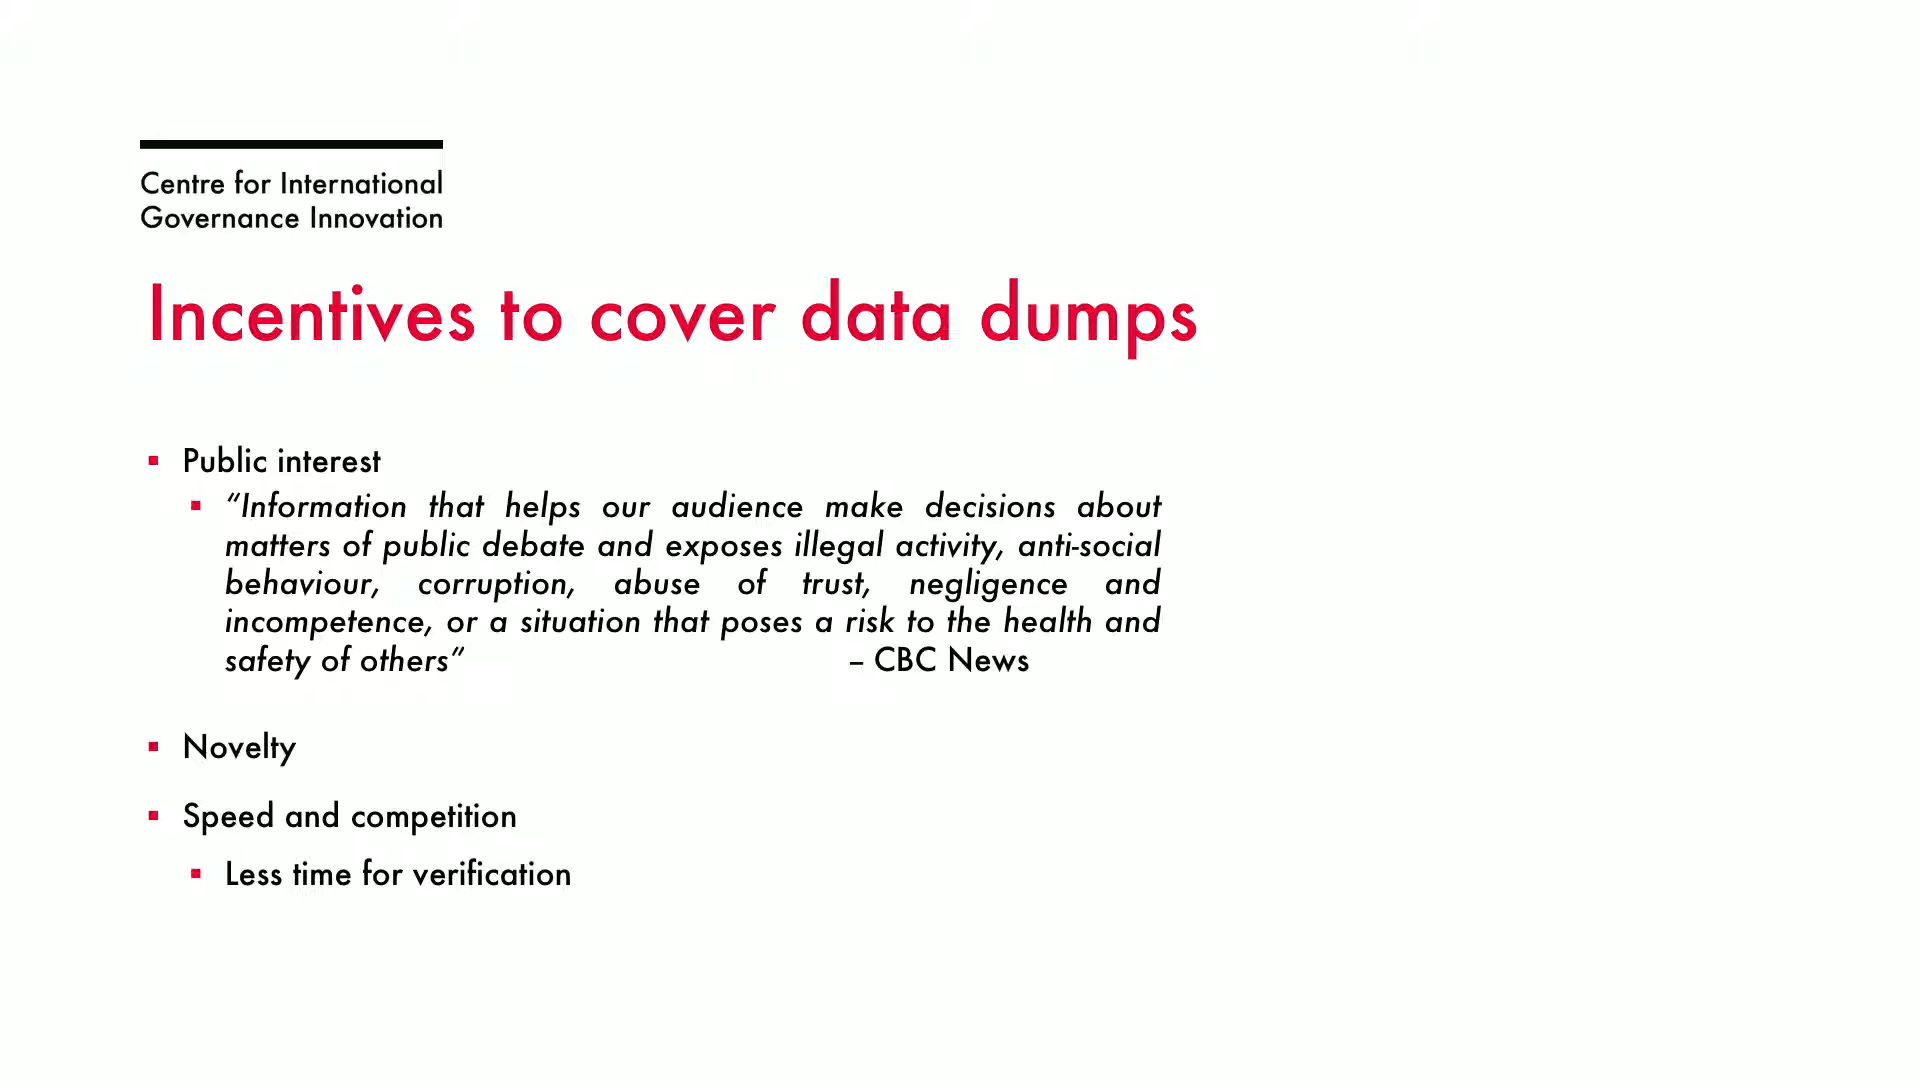 Centre for International
Governance Innovation
Incentives to cover data dumps
▪ Public interest
▪ “Information that helps our audience make decisions about
matters of public debate and exposes illegal activity, anti-social
behaviour, corruption, abuse of trust, negligence and
incompetence, or a situation that poses a risk to the health and
safety of others” – CBC News
▪ Novelty
▪ Speed and competition
▪ Less time for verification